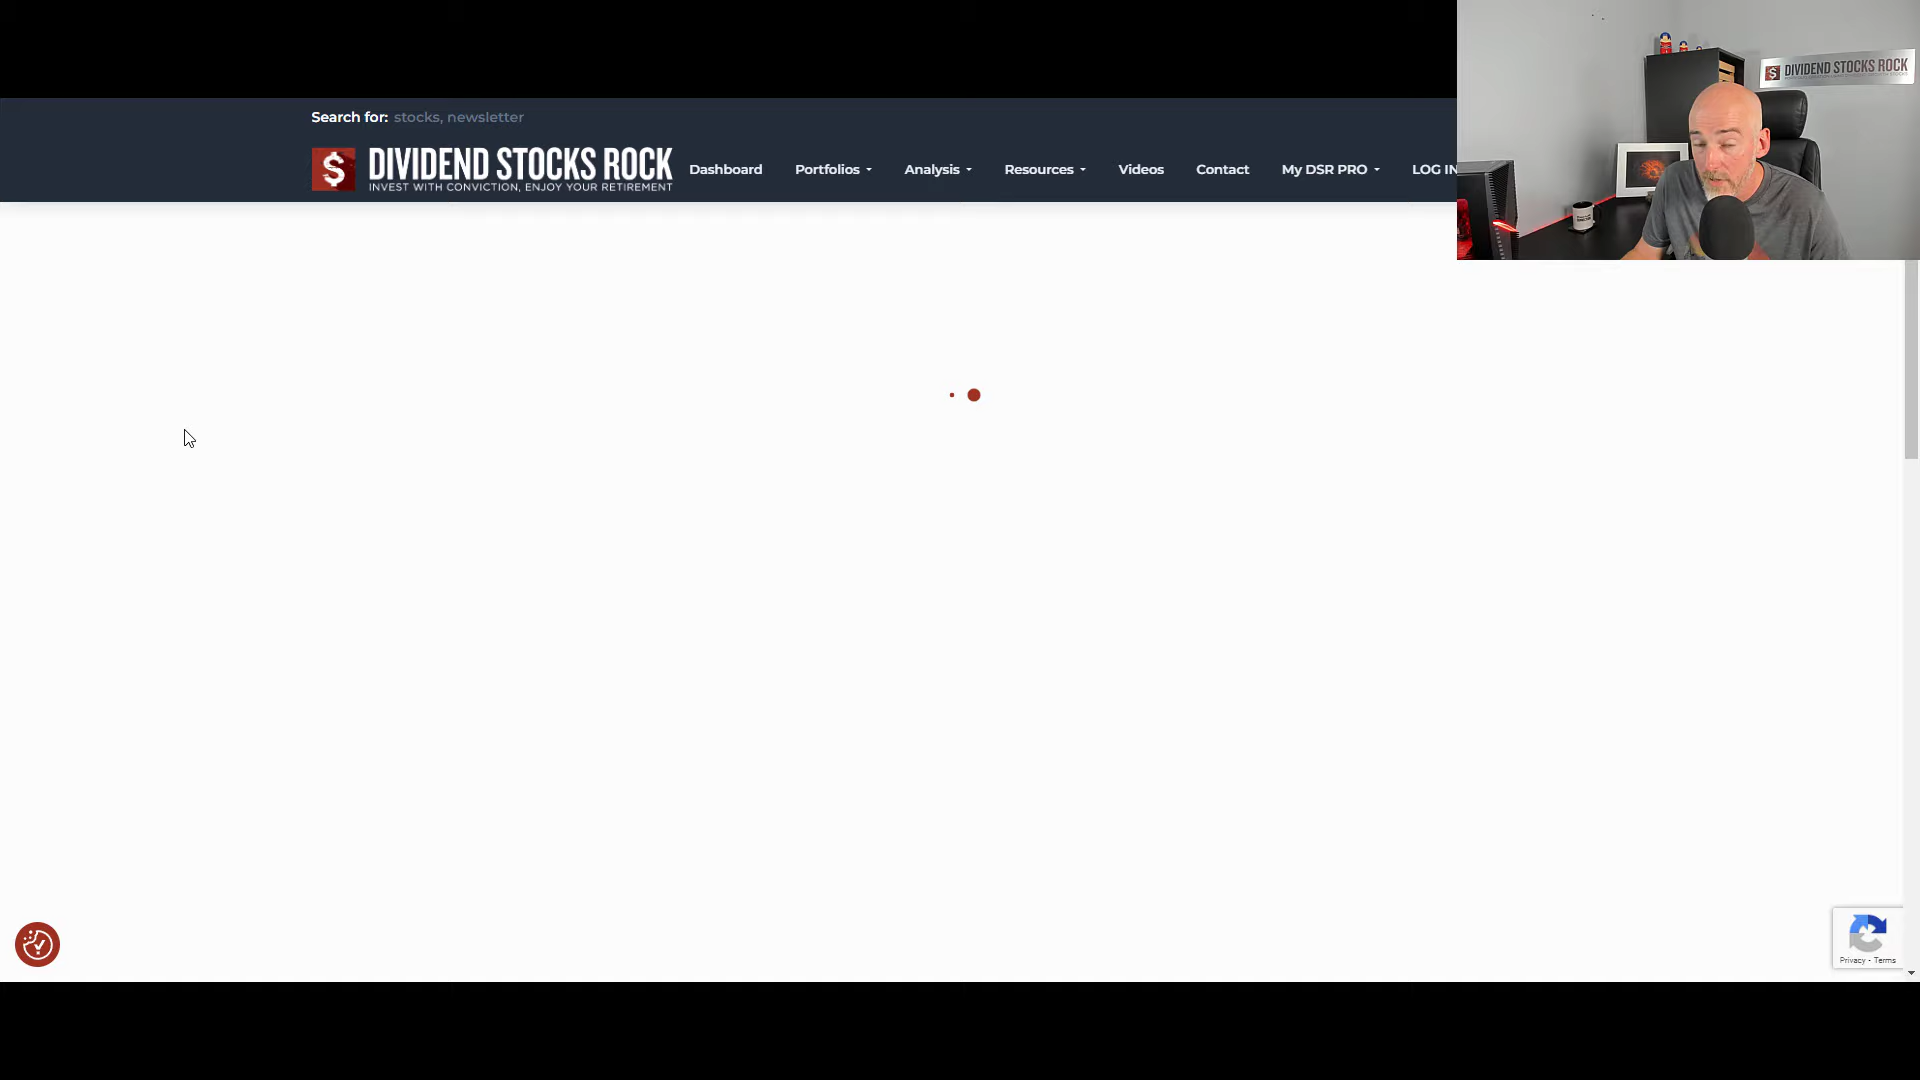 Search for: stocks, newsletter
$ DIVIDEND STOCKS ROCK
INVEST WITH CONVICTION, ENJOY YOUR RETIREMENT
Dashboard Portfolios Analysis Resources Videos Contact My DSR PRO LOG IN
$ DIVIDEND STOCKS ROCK
Privacy - Terms